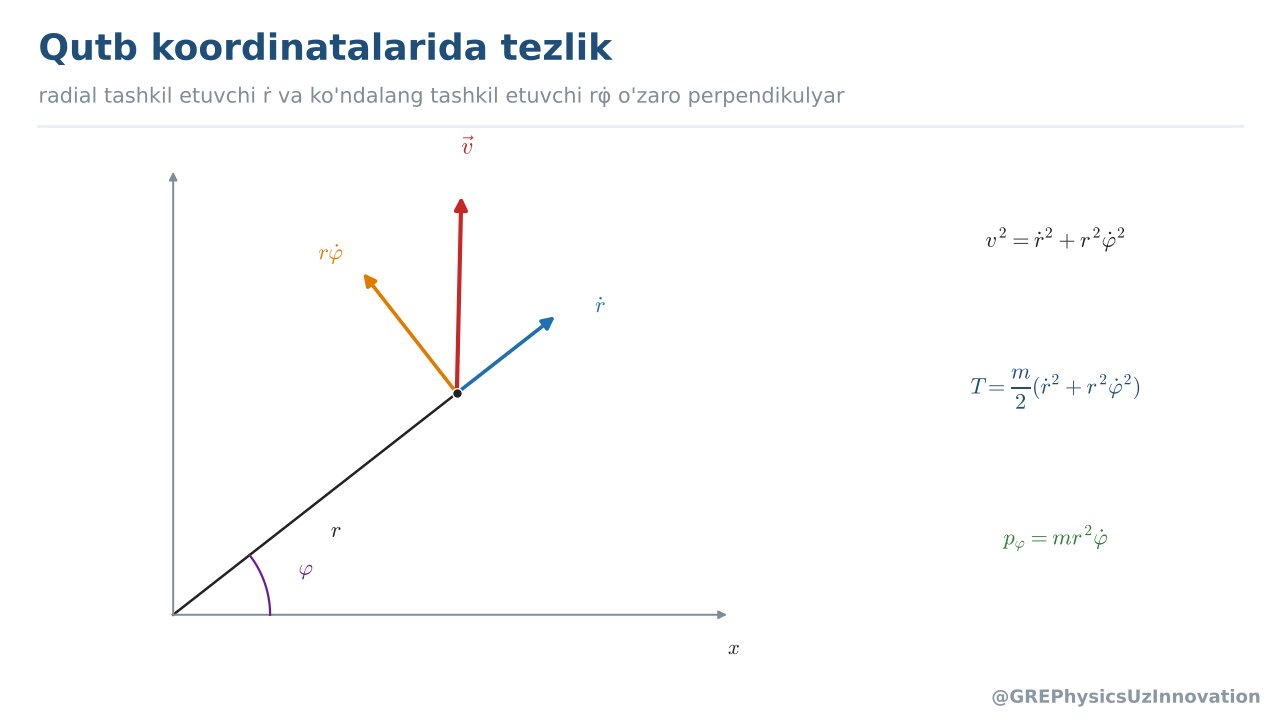 Qutb koordinatalarida tezlik
radial tashkil etuvchi ṙ va ko'ndalang tashkil etuvchi rφ̇ o'zaro perpendikulyar
v⃗
rφ̇
ṙ
r
φ
x
v² = ṙ² + r²φ̇²
T = m/2 (ṙ² + r²φ̇²)
p_φ = mr²φ̇
@GREPhysicsUzInnovation